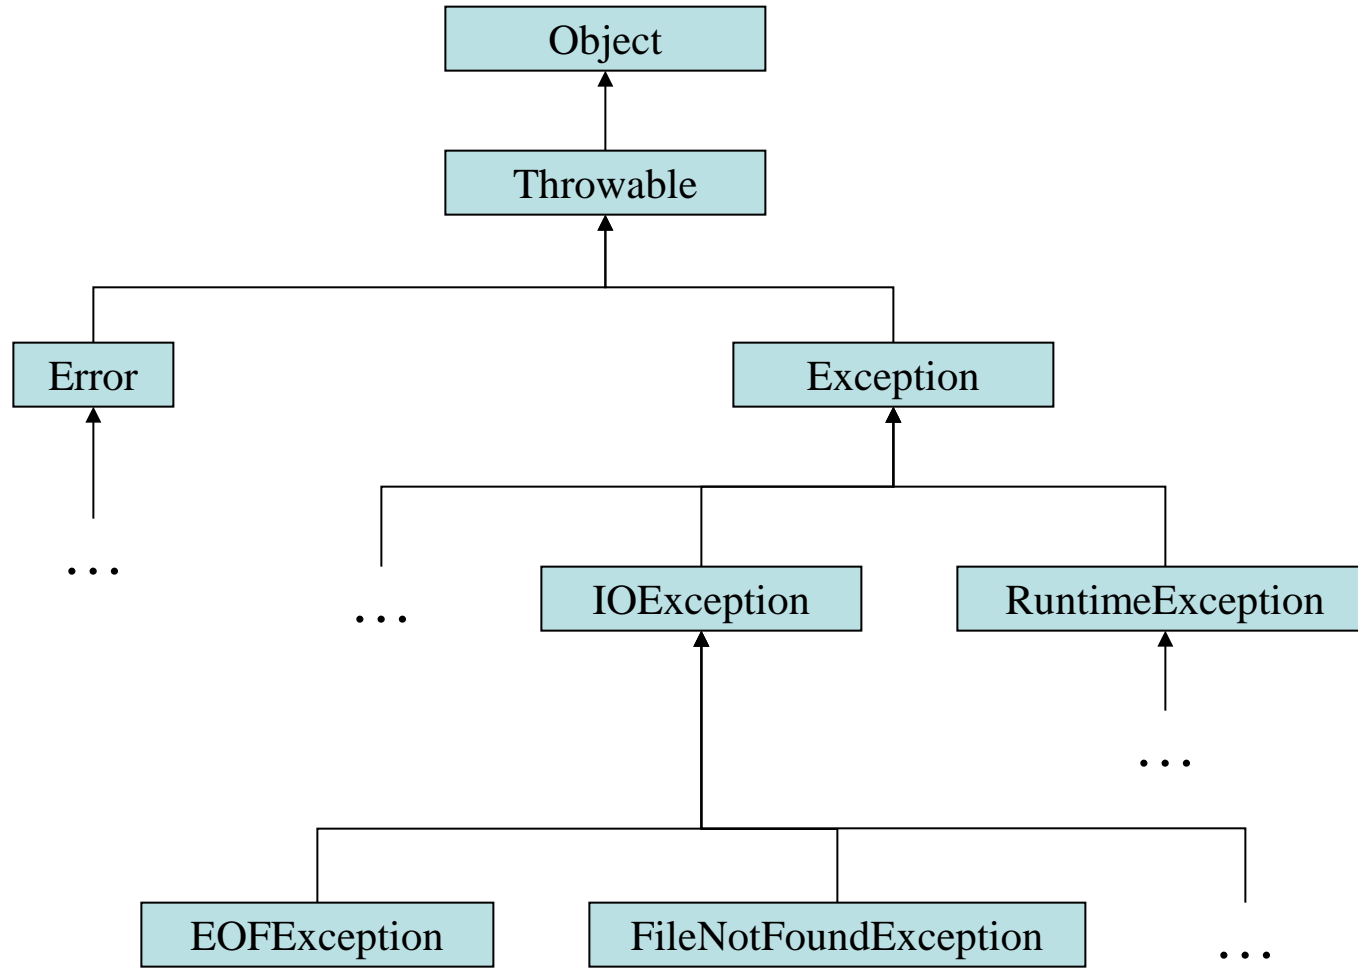 Object
Throwable
Error
Exception
...
...
IOException
RuntimeException
...
EOFException
FileNotFoundException
...